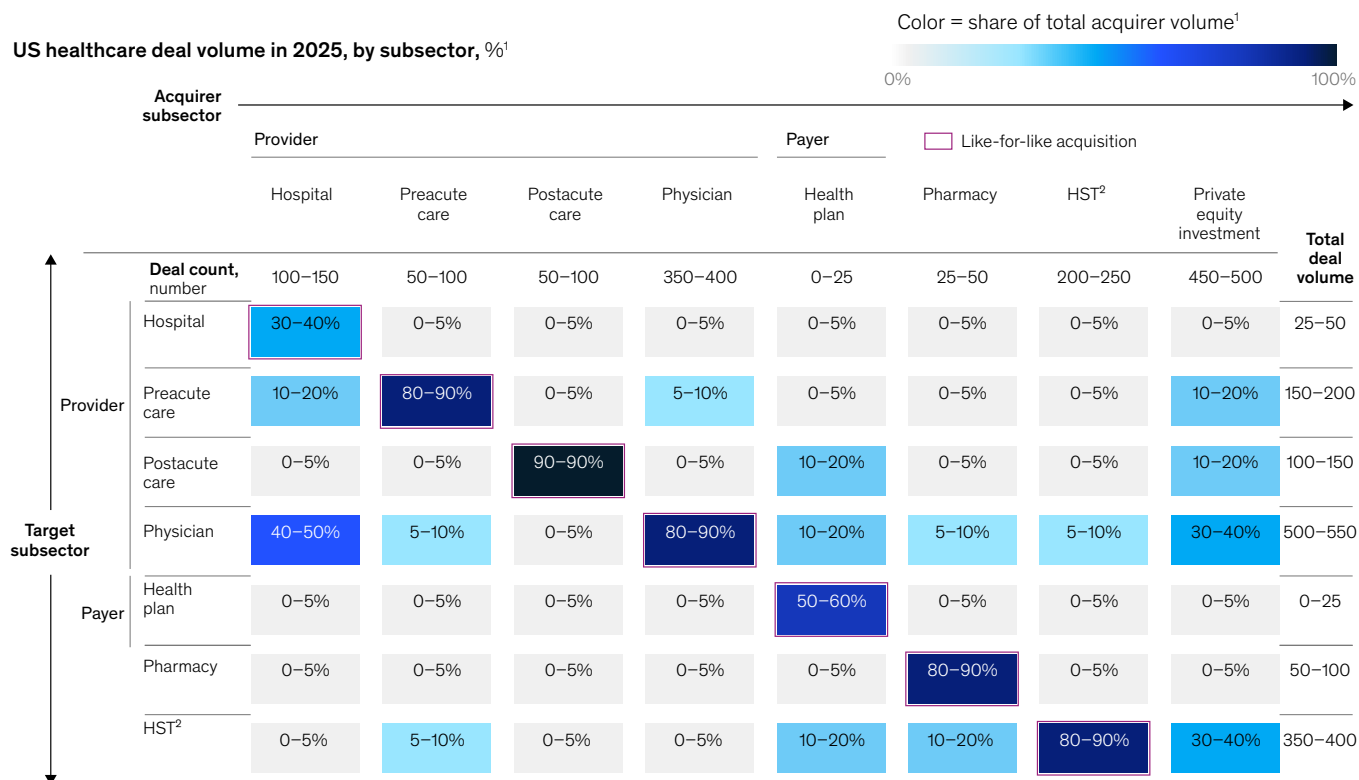 Color = share of total acquirer volume¹
US healthcare deal volume in 2025, by subsector, %¹
0% 100%
Acquirer
subsector
Provider Payer Like-for-like acquisition
Hospital Preacute care Postacute care Physician Health plan Pharmacy HST² Private equity investment Total deal volume
Deal count, number 100–150 50–100 50–100 350–400 0–25 25–50 200–250 450–500
Hospital 30–40% 0–5% 0–5% 0–5% 0–5% 0–5% 0–5% 0–5% 25–50
Provider
Preacute care 10–20% 80–90% 0–5% 5–10% 0–5% 0–5% 0–5% 10–20% 150–200
Postacute care 0–5% 0–5% 90–90% 0–5% 10–20% 0–5% 0–5% 10–20% 100–150
Target
subsector
Physician 40–50% 5–10% 0–5% 80–90% 10–20% 5–10% 5–10% 30–40% 500–550
Payer
Health plan 0–5% 0–5% 0–5% 0–5% 50–60% 0–5% 0–5% 0–5% 0–25
Pharmacy 0–5% 0–5% 0–5% 0–5% 0–5% 80–90% 0–5% 0–5% 50–100
HST² 0–5% 5–10% 0–5% 0–5% 10–20% 10–20% 80–90% 30–40% 350–400